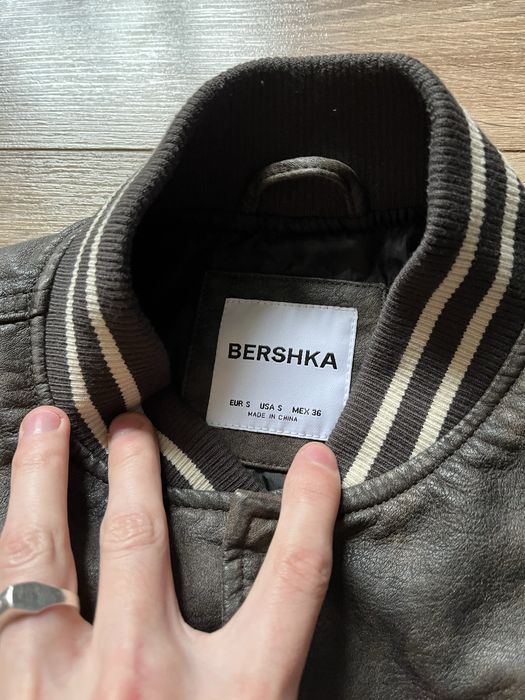 BERSHKA
EUR S USA S MEX 36
MADE IN CHINA